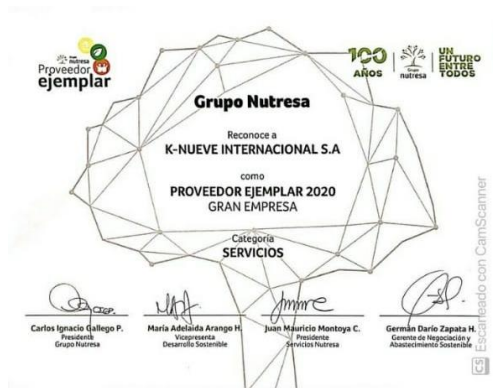 Grupo nutresa
Proveedor
ejemplar
100
AÑOS
Grupo
nutresa
UN
FUTURO
ENTRE
TODOS
Grupo Nutresa
Reconoce a
K-NUEVE INTERNACIONAL S.A
como
PROVEEDOR EJEMPLAR 2020
GRAN EMPRESA
Categoría
SERVICIOS
Carlos Ignacio Gallego P.
Presidente
Grupo Nutresa
María Adelaida Arango H.
Vicepresenta
Desarrollo Sostenible
Juan Mauricio Montoya C.
Presidente
Servicios Nutresa
Germán Darío Zapata H.
Gerente de Negociación y
Abastecimiento Sostenible
CS Escaneado con CamScanner